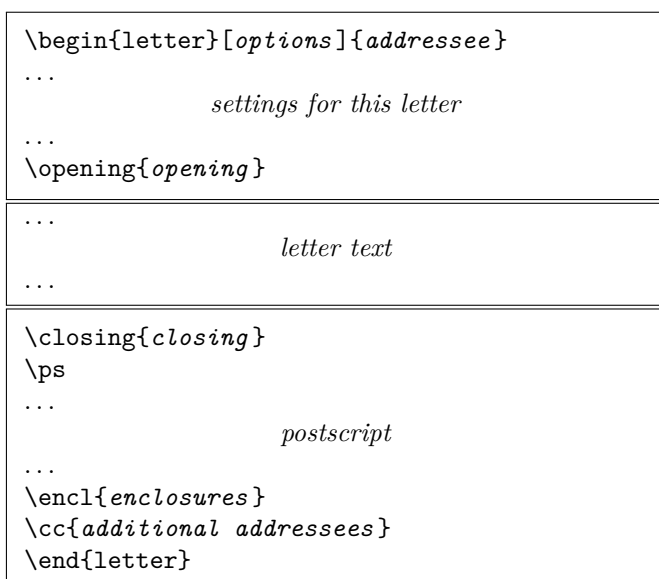 \begin{letter}[options]{addressee}
...
settings for this letter
...
\opening{opening}
...
letter text
...
\closing{closing}
\ps
...
postscript
...
\encl{enclosures}
\cc{additional addressees}
\end{letter}